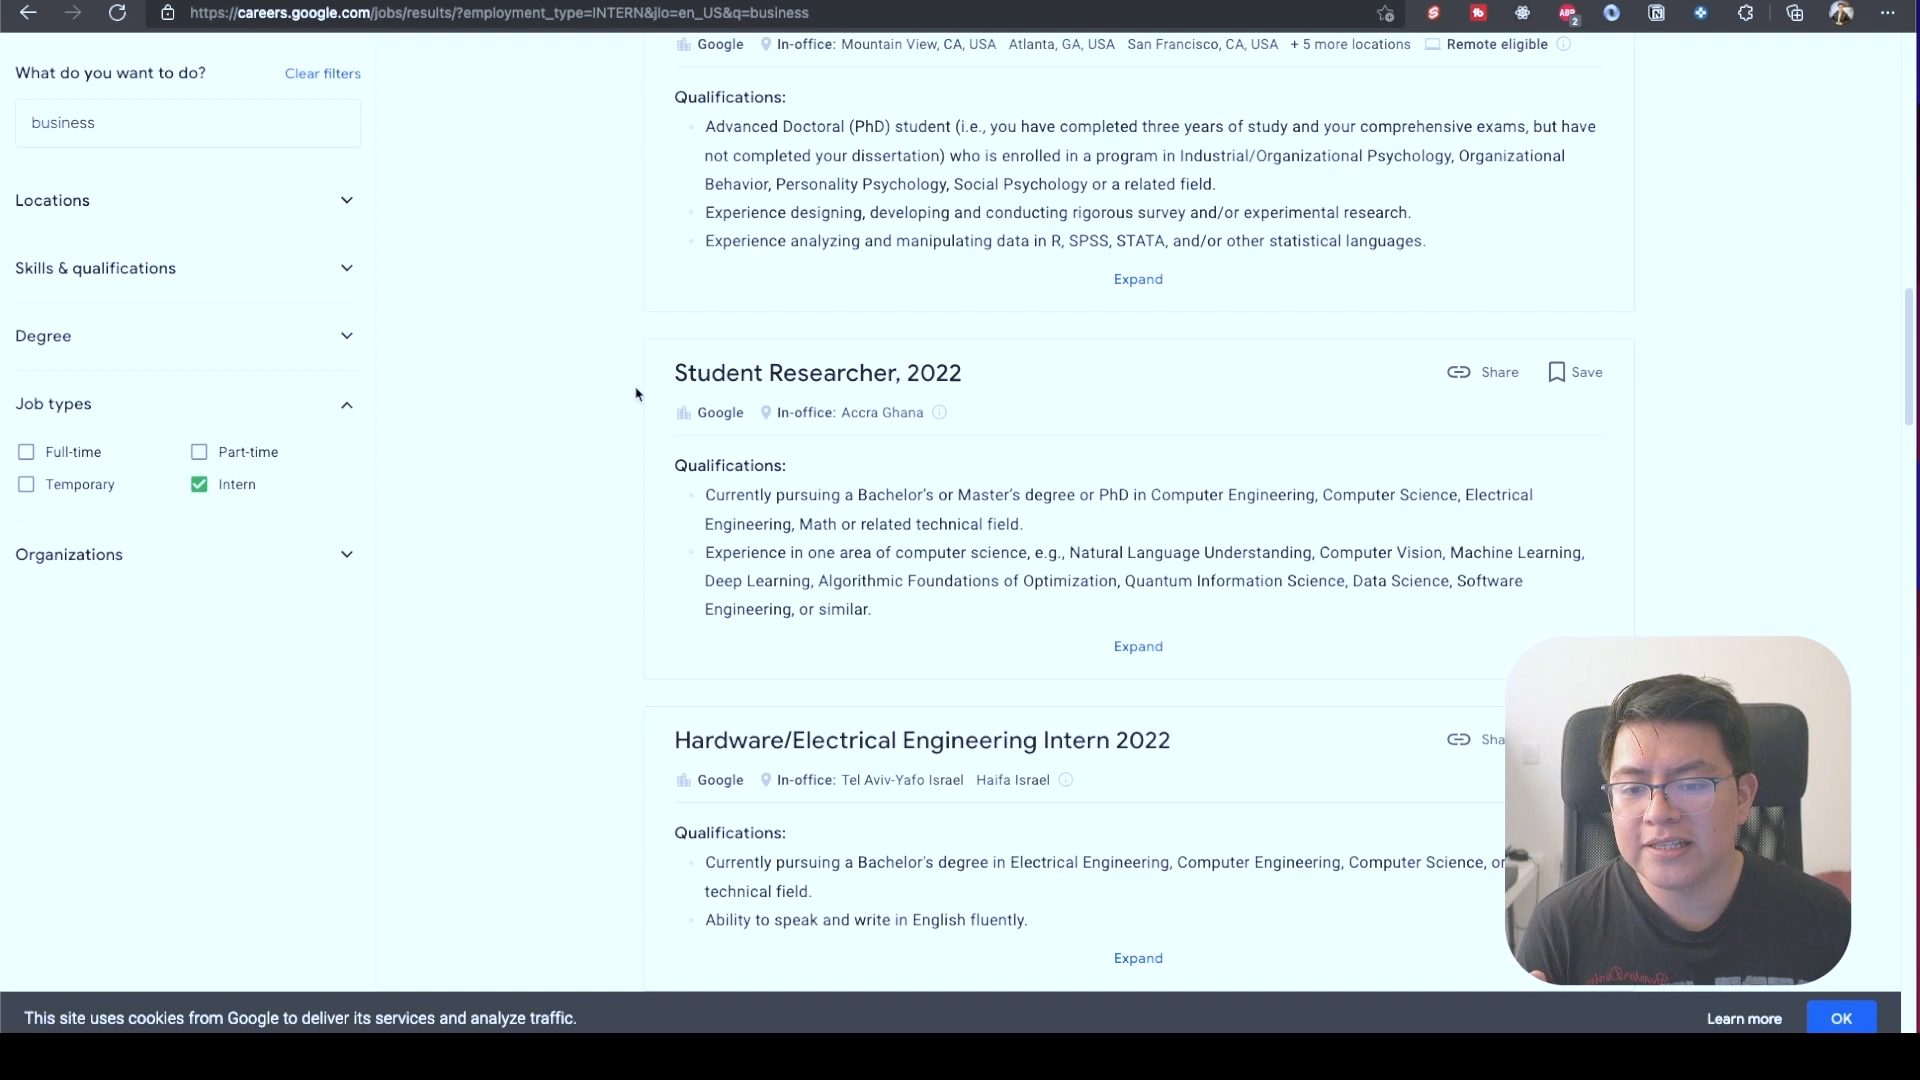 https://careers.google.com/jobs/results/?employment_type=INTERN&jlo=en_US&q=business
What do you want to do?
Clear filters
business
Locations
Skills & qualifications
Degree
Job types
Full-time
Part-time
Temporary
Intern
Organizations
Google In-office: Mountain View, CA, USA Atlanta, GA, USA San Francisco, CA, USA + 5 more locations Remote eligible
Qualifications:
Advanced Doctoral (PhD) student (i.e., you have completed three years of study and your comprehensive exams, but have
not completed your dissertation) who is enrolled in a program in Industrial/Organizational Psychology, Organizational
Behavior, Personality Psychology, Social Psychology or a related field.
Experience designing, developing and conducting rigorous survey and/or experimental research.
Experience analyzing and manipulating data in R, SPSS, STATA, and/or other statistical languages.
Expand
Student Researcher, 2022
Share
Save
Google In-office: Accra Ghana
Qualifications:
Currently pursuing a Bachelor’s or Master’s degree or PhD in Computer Engineering, Computer Science, Electrical
Engineering, Math or related technical field.
Experience in one area of computer science, e.g., Natural Language Understanding, Computer Vision, Machine Learning,
Deep Learning, Algorithmic Foundations of Optimization, Quantum Information Science, Data Science, Software
Engineering, or similar.
Expand
Hardware/Electrical Engineering Intern 2022
Sha
Google In-office: Tel Aviv-Yafo Israel Haifa Israel
Qualifications:
Currently pursuing a Bachelor's degree in Electrical Engineering, Computer Engineering, Computer Science, or
technical field.
Ability to speak and write in English fluently.
Expand
This site uses cookies from Google to deliver its services and analyze traffic.
Learn more
OK